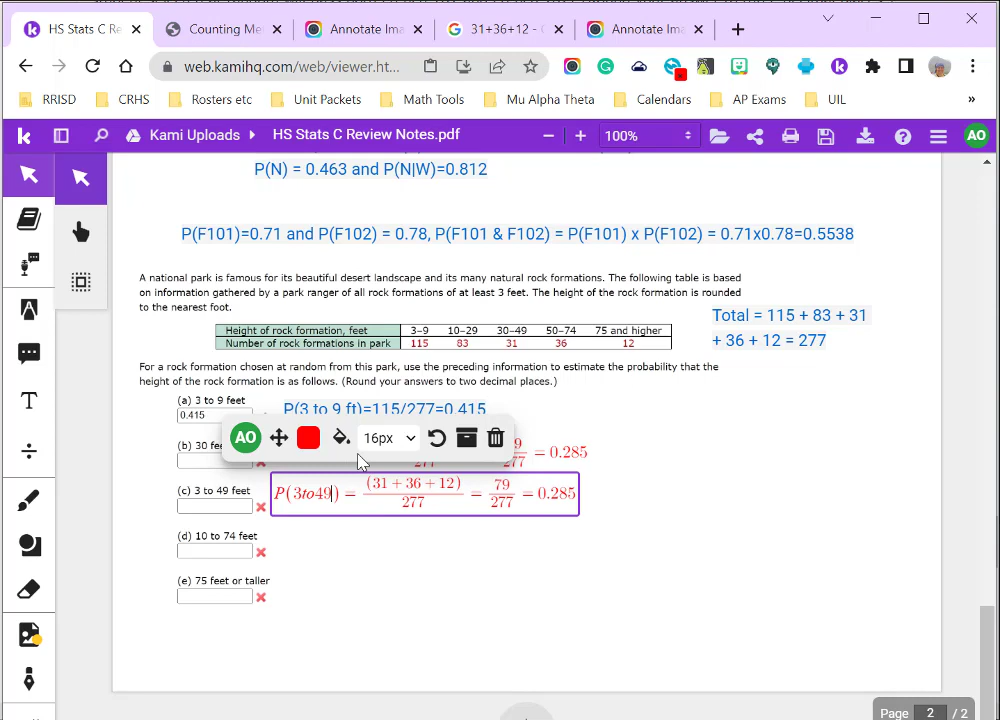 HS Stats C Re
Counting Me
Annotate Ima
31+36+12 - G
Annotate Ima
web.kamihq.com/web/viewer.ht...
RRISD
CRHS
Rosters etc
Unit Packets
Math Tools
Mu Alpha Theta
Calendars
AP Exams
UIL
»
k
Kami Uploads
HS Stats C Review Notes.pdf
100%
AO
P(N) = 0.463 and P(N|W)=0.812
P(F101)=0.71 and P(F102) = 0.78, P(F101 & F102) = P(F101) x P(F102) = 0.71x0.78=0.5538
A national park is famous for its beautiful desert landscape and its many natural rock formations. The following table is based
on information gathered by a park ranger of all rock formations of at least 3 feet. The height of the rock formation is rounded
to the nearest foot.
Total = 115 + 83 + 31
+ 36 + 12 = 277
Height of rock formation, feet 3–9 10–29 30–49 50–74 75 and higher
Number of rock formations in park 115 83 31 36 12
For a rock formation chosen at random from this park, use the preceding information to estimate the probability that the
height of the rock formation is as follows. (Round your answers to two decimal places.)
(a) 3 to 9 feet
0.415
P(3 to 9 ft)=115/277=0.415
AO
16px
(b) 30 fe
9/277 = 0.285
(c) 3 to 49 feet
P(3to49) = (31 + 36 + 12)/277 = 79/277 = 0.285
(d) 10 to 74 feet
(e) 75 feet or taller
Page 2 / 2